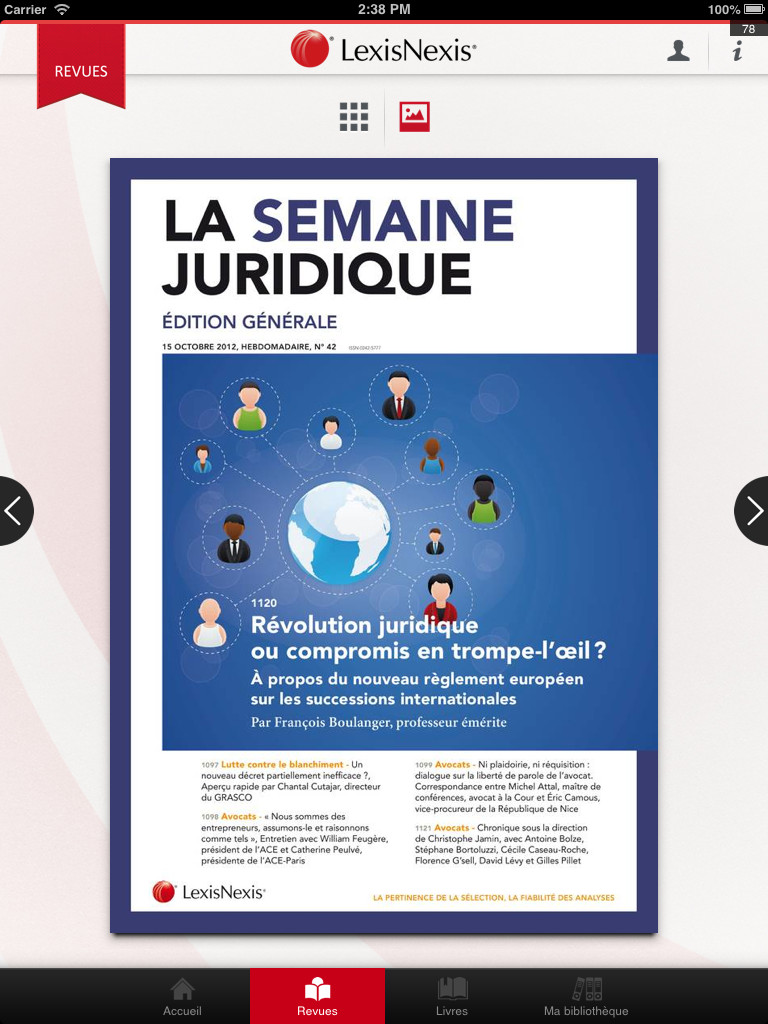 Carrier 2:38 PM 100%
78
REVUES
LexisNexis®
i
LA SEMAINE
JURIDIQUE
ÉDITION GÉNÉRALE
15 OCTOBRE 2012, HEBDOMADAIRE, N° 42
1120
Révolution juridique
ou compromis en trompe-l'œil ?
À propos du nouveau règlement européen
sur les successions internationales
Par François Boulanger, professeur émérite
1097 Lutte contre le blanchiment - Un
nouveau décret partiellement inefficace ?,
Aperçu rapide par Chantal Cutajar, directeur
du GRASCO
1098 Avocats - « Nous sommes des
entrepreneurs, assumons-le et raisonnons
comme tels », Entretien avec William Feugère,
président de l'ACE et Catherine Peulvé,
présidente de l'ACE-Paris
1099 Avocats - Ni plaidoirie, ni réquisition :
dialogue sur la liberté de parole de l'avocat.
Correspondance entre Michel Attal, maître de
conférences, avocat à la Cour et Éric Camous,
vice-procureur de la République de Nice
1121 Avocats - Chronique sous la direction
de Christophe Jamin, avec Antoine Bolze,
Stéphane Bortoluzzi, Cécile Caseau-Roche,
Florence G'sell, David Lévy et Gilles Pillet
LexisNexis®
LA PERTINENCE DE LA SÉLECTION, LA FIABILITÉ DES ANALYSES
Accueil
Revues
Livres
Ma bibliothèque